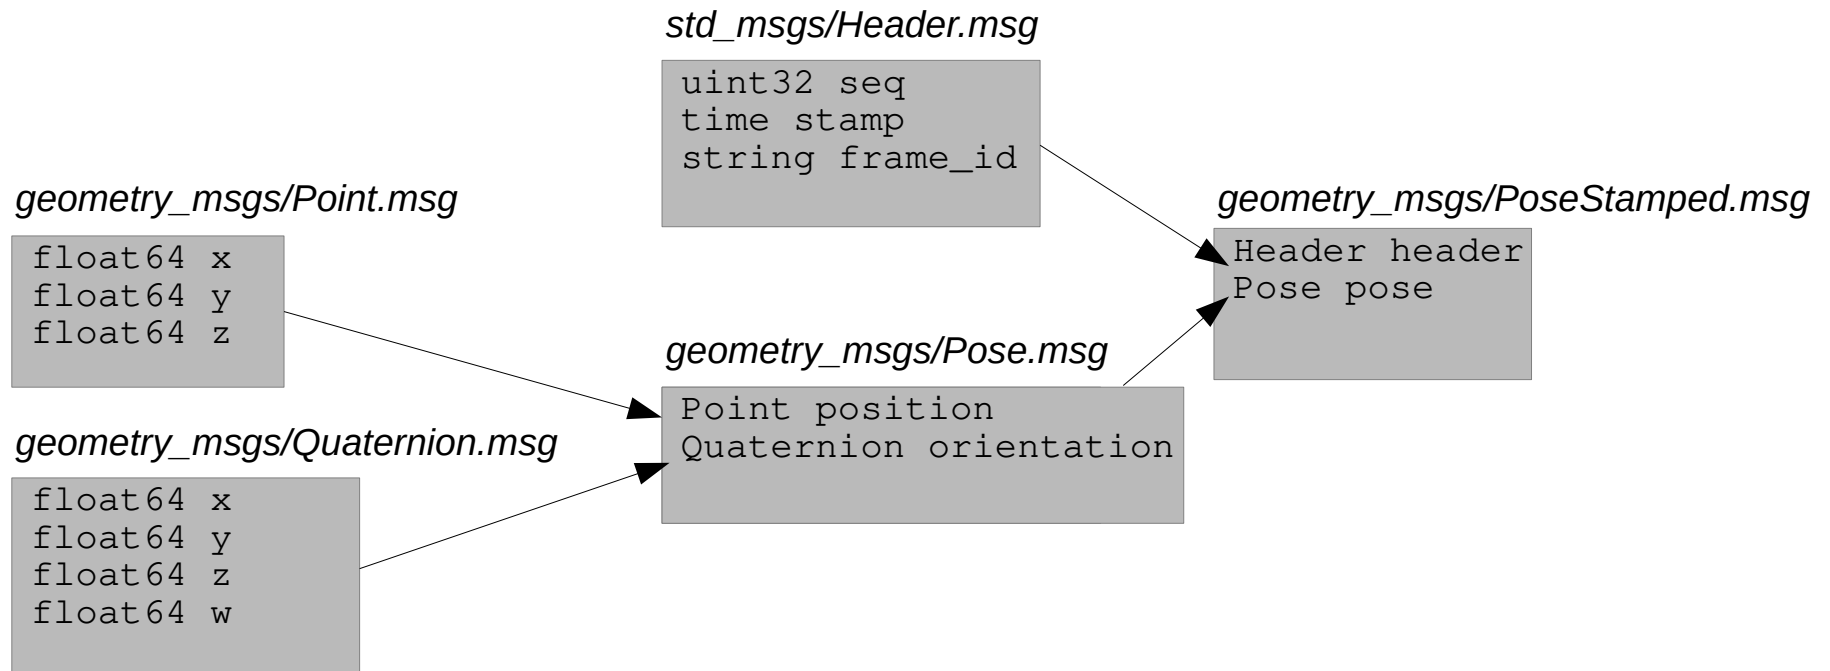 std_msgs/Header.msg
uint32 seq
time stamp
string frame_id
geometry_msgs/Point.msg
float64 x
float64 y
float64 z
geometry_msgs/PoseStamped.msg
Header header
Pose pose
geometry_msgs/Pose.msg
Point position
Quaternion orientation
geometry_msgs/Quaternion.msg
float64 x
float64 y
float64 z
float64 w